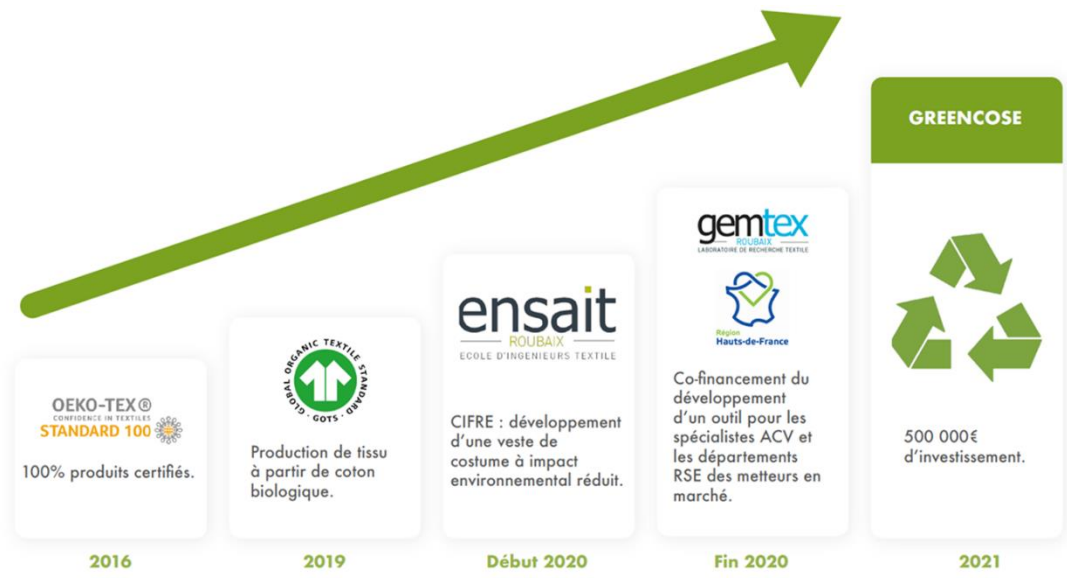 GREENCOSE
gemtex
ROUBAIX
LABORATOIRE DE RECHERCHE TEXTILE
Région
Hauts-de-France
ensait
ROUBAIX
ECOLE D'INGENIEURS TEXTILE
GLOBAL ORGANIC TEXTILE STANDARD
· GOTS ·
OEKO-TEX®
CONFIDENCE IN TEXTILES
STANDARD 100
100% produits certifiés.
Production de tissu
à partir de coton
biologique.
CIFRE : développement
d'une veste de
costume à impact
environnemental réduit.
Co-financement du
développement
d'un outil pour les
spécialistes ACV et
les départements
RSE des metteurs en
marché.
500 000€
d'investissement.
2016
2019
Début 2020
Fin 2020
2021